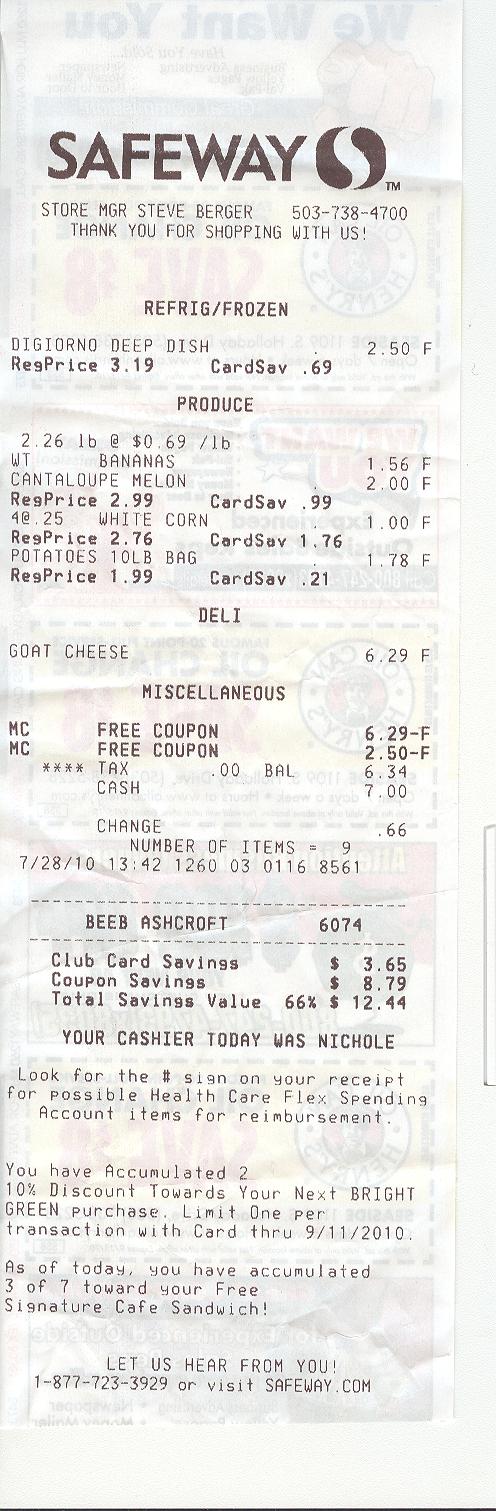 SAFEWAY TM
STORE MGR STEVE BERGER 503-738-4700
THANK YOU FOR SHOPPING WITH US!
REFRIG/FROZEN
DIGIORNO DEEP DISH 2.50 F
RegPrice 3.19 CardSav .69
PRODUCE
2.26 lb @ $0.69 /lb
WT BANANAS 1.56 F
CANTALOUPE MELON 2.00 F
RegPrice 2.99 CardSav .99
4@.25 WHITE CORN 1.00 F
RegPrice 2.76 CardSav 1.76
POTATOES 10LB BAG 1.78 F
RegPrice 1.99 CardSav .21
DELI
GOAT CHEESE 6.29 F
MISCELLANEOUS
MC FREE COUPON 6.29-F
MC FREE COUPON 2.50-F
**** TAX .00 BAL 6.34
CASH 7.00
CHANGE .66
NUMBER OF ITEMS = 9
7/28/10 13:42 1260 03 0116 8561
BEEB ASHCROFT 6074
Club Card Savings $ 3.65
Coupon Savings $ 8.79
Total Savings Value 66% $ 12.44
YOUR CASHIER TODAY WAS NICHOLE
Look for the # sign on your receipt
for possible Health Care Flex Spending
Account items for reimbursement.
You have Accumulated 2
10% Discount Towards Your Next BRIGHT
GREEN purchase. Limit One per
transaction with Card thru 9/11/2010.
As of today, you have accumulated
3 of 7 toward your Free
Signature Cafe Sandwich!
LET US HEAR FROM YOU!
1-877-723-3929 or visit SAFEWAY.COM